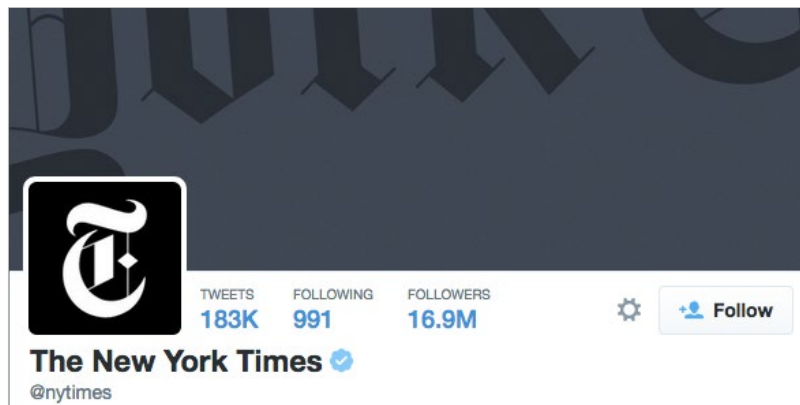 TWEETS FOLLOWING FOLLOWERS
183K 991 16.9M
Follow
The New York Times
@nytimes